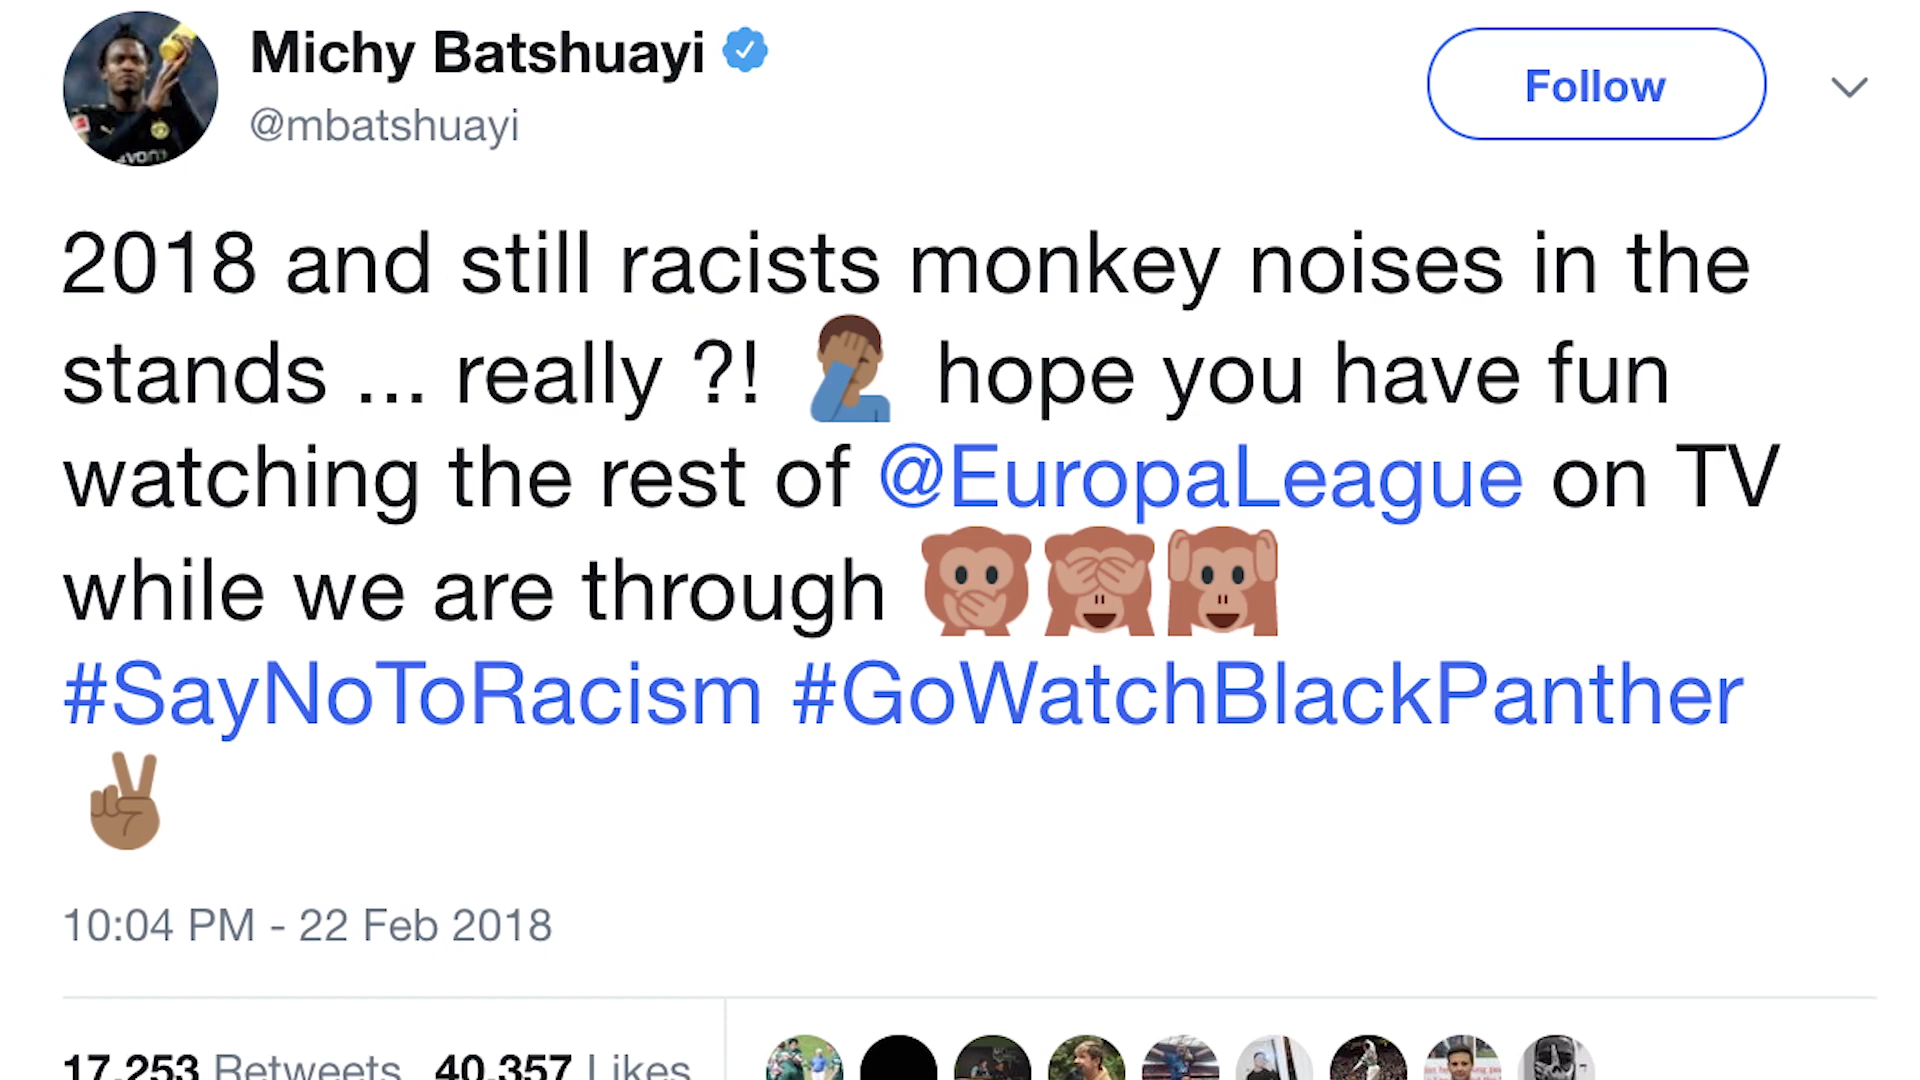 Michy Batshuayi
@mbatshuayi
Follow
2018 and still racists monkey noises in the
stands ... really ?! 🤦🏾‍♂️ hope you have fun
watching the rest of @EuropaLeague on TV
while we are through 🙊🙈🙉
#SayNoToRacism #GoWatchBlackPanther
✌🏾
10:04 PM - 22 Feb 2018
17,253 Retweets 40,357 Likes